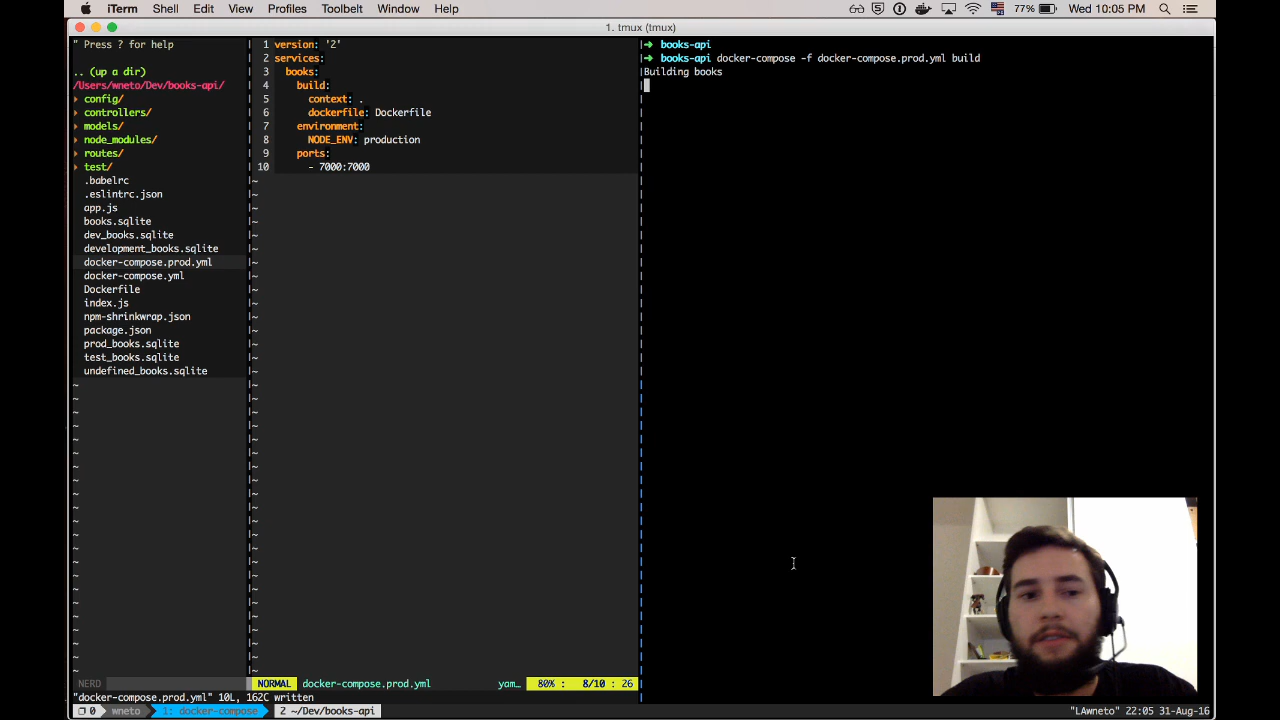 iTerm Shell Edit View Profiles Toolbelt Window Help 77% Wed 10:05 PM
1. tmux (tmux)
" Press ? for help
.. (up a dir)
/Users/wneto/Dev/books-api/
config/
controllers/
models/
node_modules/
routes/
test/
.babelrc
.eslintrc.json
app.js
books.sqlite
dev_books.sqlite
development_books.sqlite
docker-compose.prod.yml
docker-compose.yml
Dockerfile
index.js
npm-shrinkwrap.json
package.json
prod_books.sqlite
test_books.sqlite
undefined_books.sqlite
1 version: '2'
2 services:
3 books:
4 build:
5 context: .
6 dockerfile: Dockerfile
7 environment:
8 NODE_ENV: production
9 ports:
10 - 7000:7000
➜ books-api
➜ books-api docker-compose -f docker-compose.prod.yml build
Building books
NERD NORMAL docker-compose.prod.yml yam… 80% : 8/10 : 26
"docker-compose.prod.yml" 10L, 162C written
0 wneto 1: docker-compose 2 ~/Dev/books-api "LAwneto" 22:05 31-Aug-16